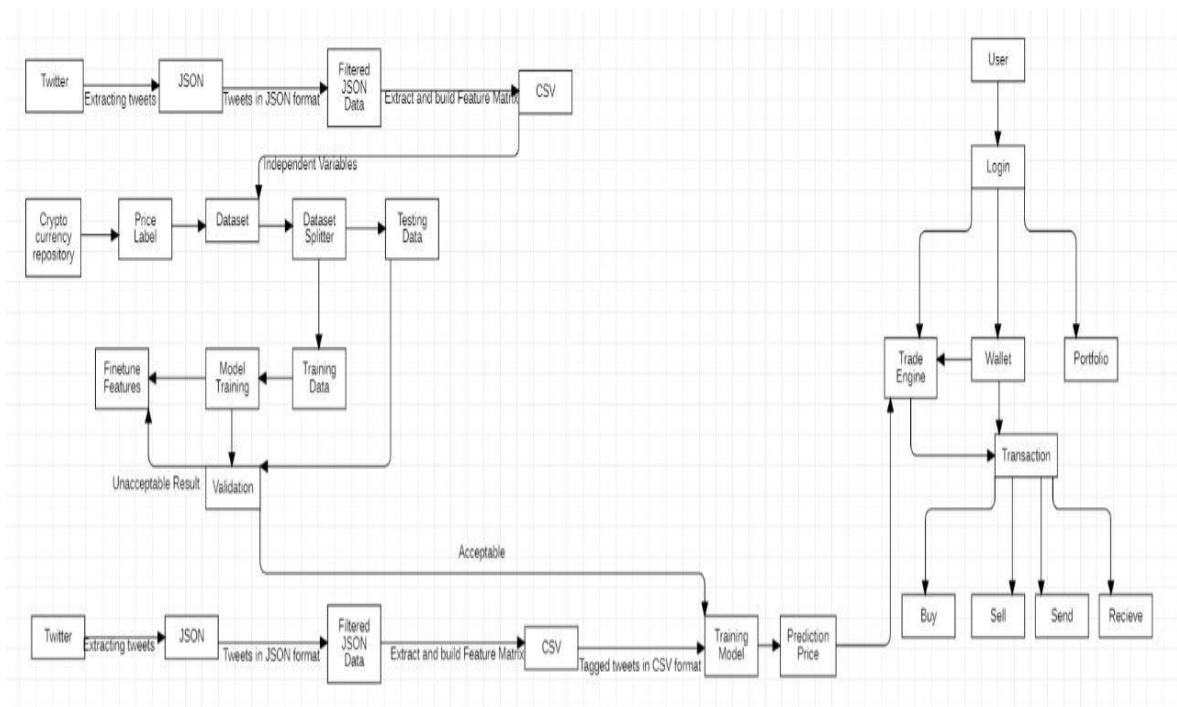 Twitter
Extracting tweets
JSON
Tweets in JSON format
Filtered
JSON
Data
Extract and build Feature Matrix
CSV
Independent Variables
Crypto
currency
repository
Price
Label
Dataset
Dataset
Splitter
Testing
Data
Finetune
Features
Model
Training
Training
Data
Unacceptable Result
Validation
Acceptable
Twitter
Extracting tweets
JSON
Tweets in JSON format
Filtered
JSON
Data
Extract and build Feature Matrix
CSV
Tagged tweets in CSV format
Training
Model
Prediction
Price
User
Login
Trade
Engine
Wallet
Portfolio
Transaction
Buy
Sell
Send
Recieve